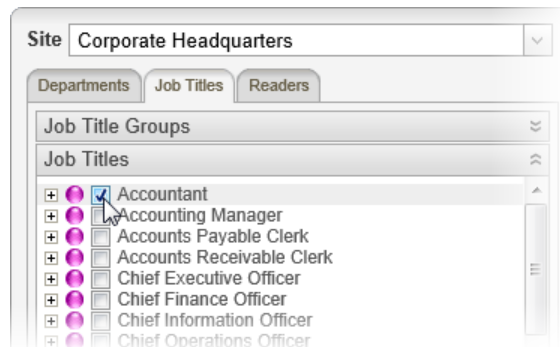 Site Corporate Headquarters
Departments Job Titles Readers
Job Title Groups
Job Titles
Accountant
Accounting Manager
Accounts Payable Clerk
Accounts Receivable Clerk
Chief Executive Officer
Chief Finance Officer
Chief Information Officer
Chief Operations Officer